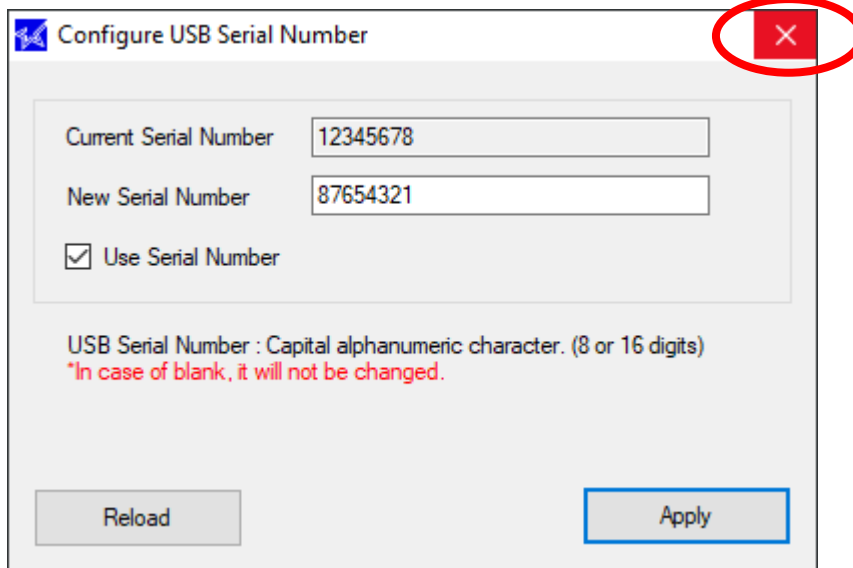 Configure USB Serial Number
Current Serial Number 12345678
New Serial Number 87654321
Use Serial Number
USB Serial Number : Capital alphanumeric character. (8 or 16 digits)
*In case of blank, it will not be changed.
Reload Apply